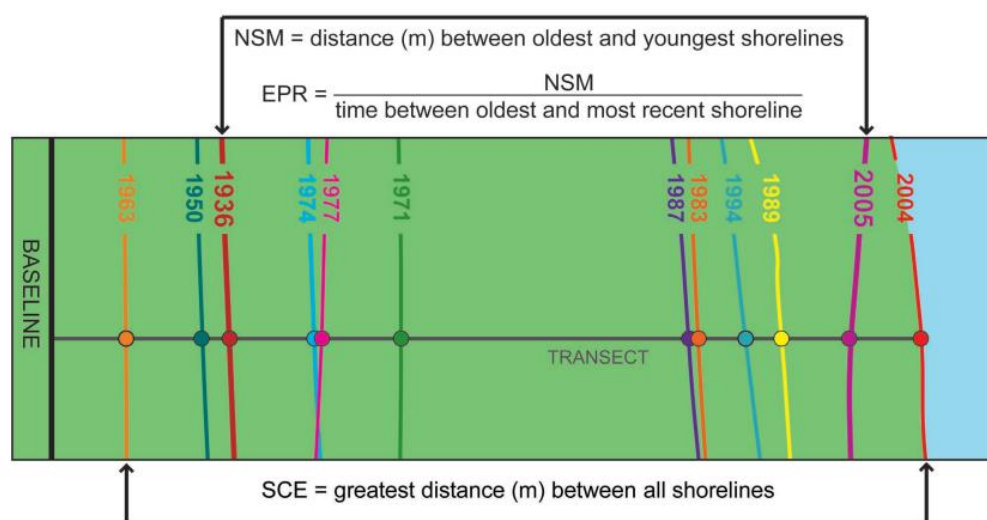 NSM = distance (m) between oldest and youngest shorelines
EPR = NSM
time between oldest and most recent shoreline
BASELINE
1963
1950
1936
1974
1977
1971
1987
1983
1994
1989
2005
2004
TRANSECT
SCE = greatest distance (m) between all shorelines